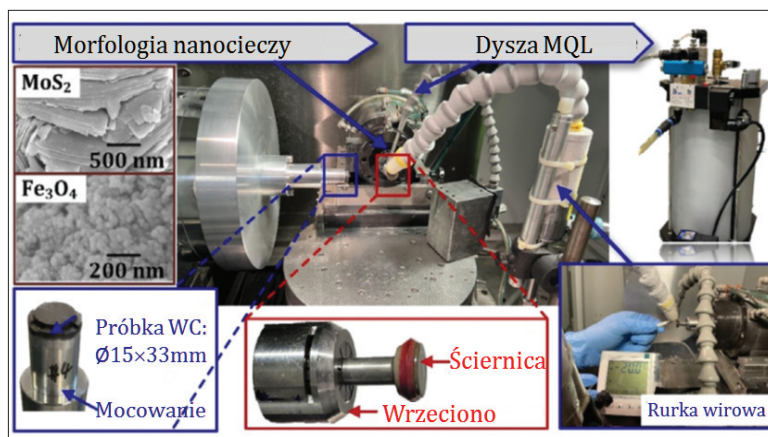 Morfologia nanocieczy
Dysza MQL
MoS₂
500 nm
Fe₃O₄
200 nm
Próbka WC:
Ø15×33mm
#4
Mocowanie
Ściernica
Wrzeciono
Rurka wirowa